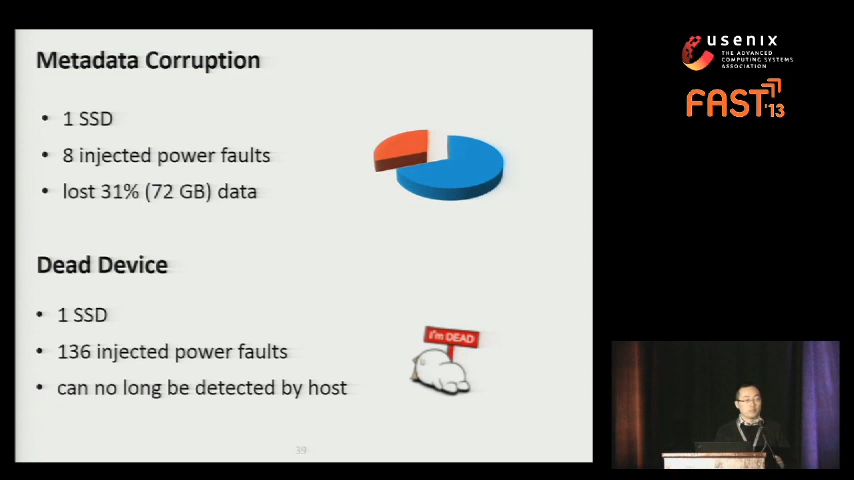 Metadata Corruption
• 1 SSD
• 8 injected power faults
• lost 31% (72 GB) data
Dead Device
• 1 SSD
• 136 injected power faults
• can no long be detected by host
I'm DEAD
39
usenix
THE ADVANCED
COMPUTING SYSTEMS
ASSOCIATION
FAST '13